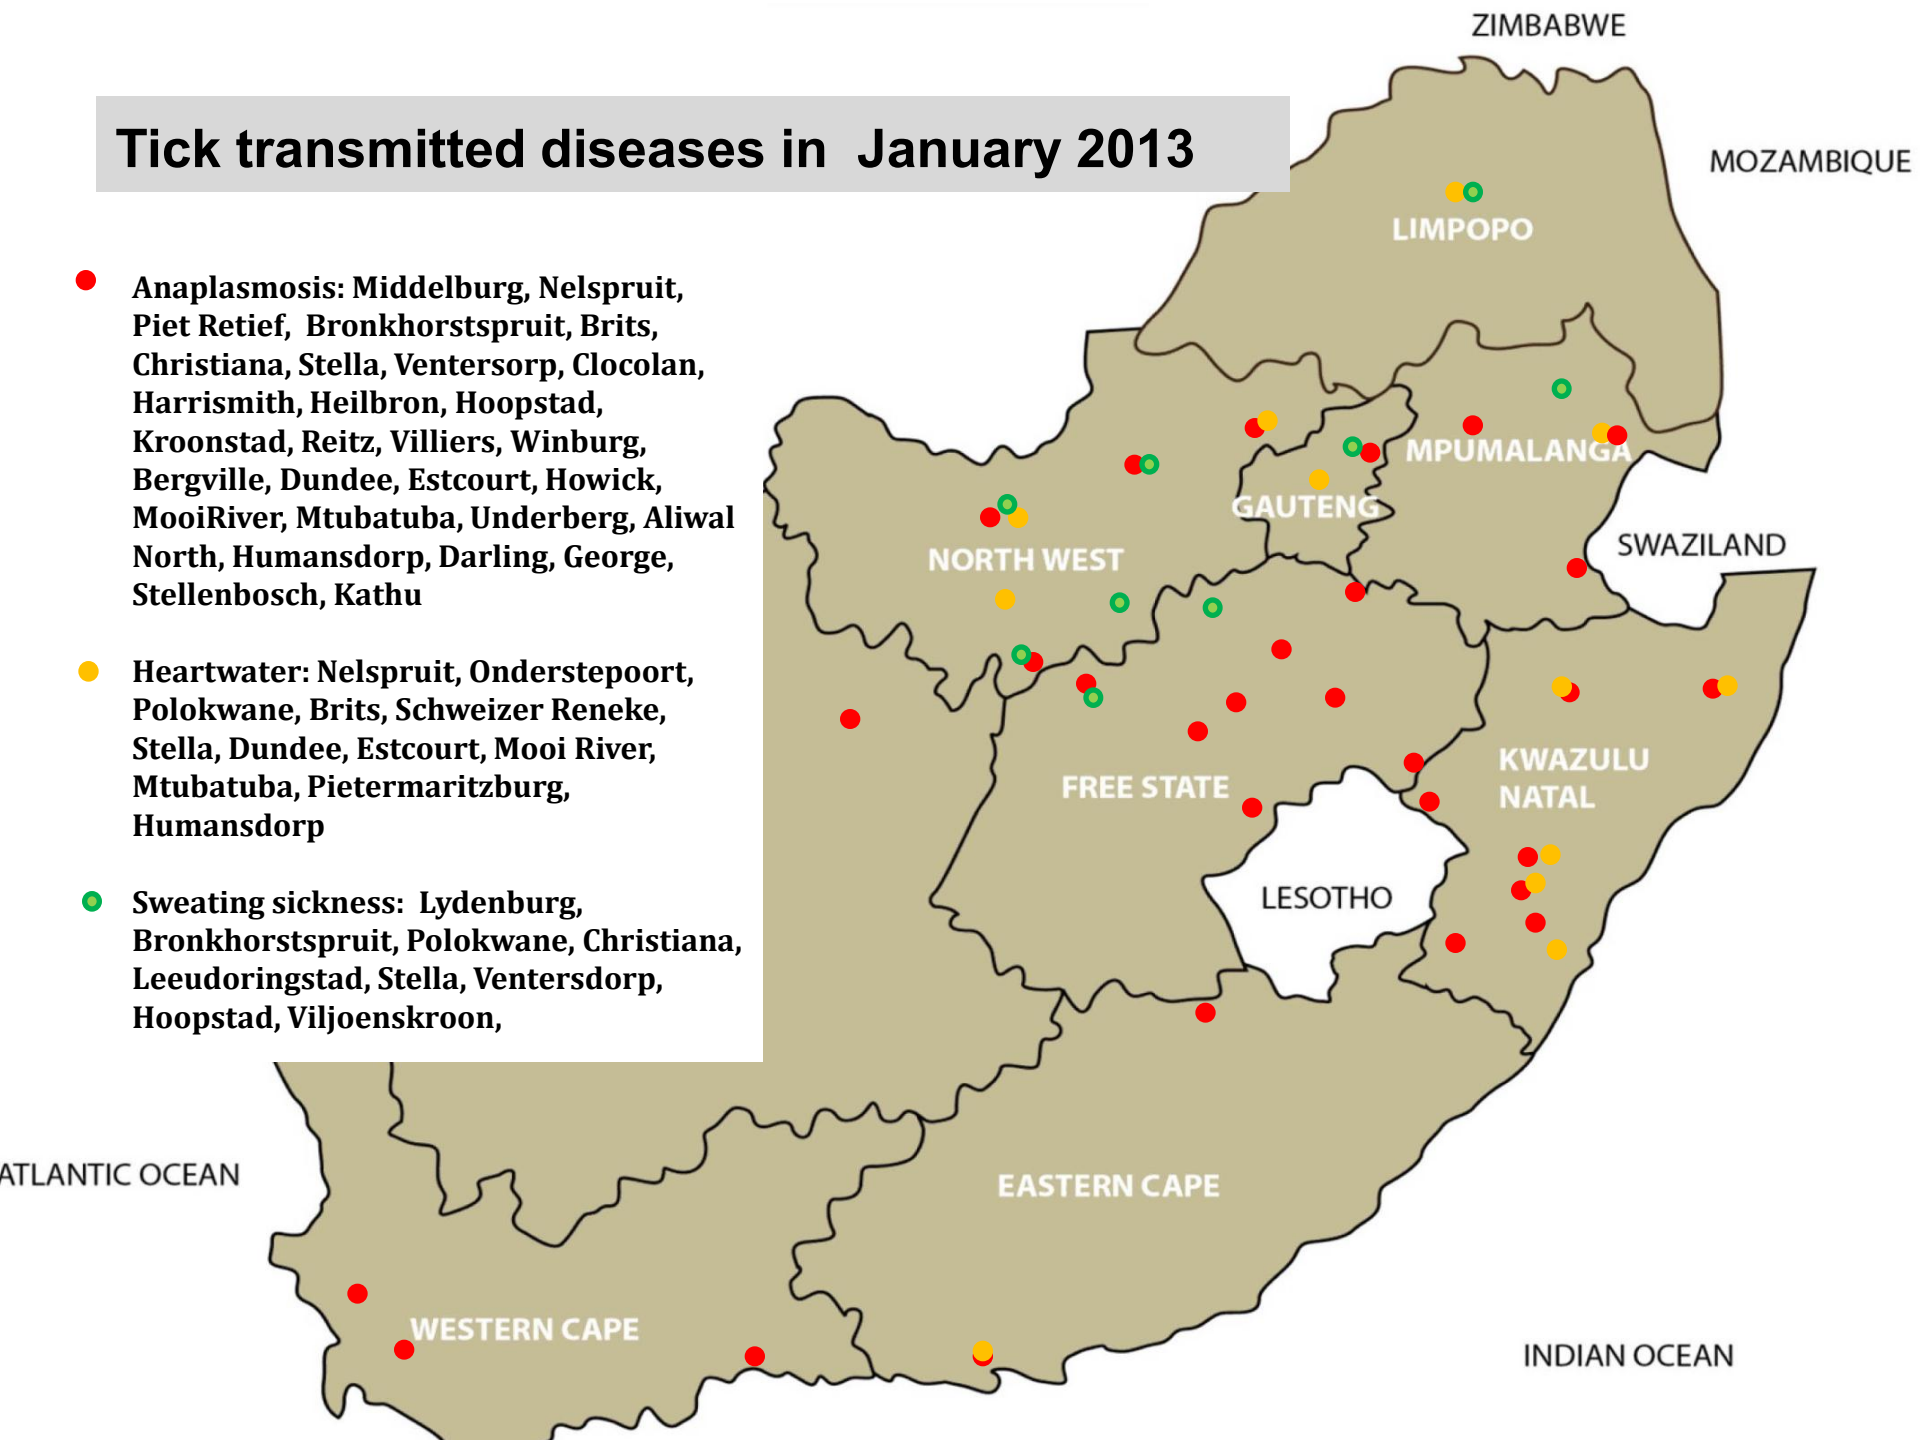 ZIMBABWE
Tick transmitted diseases in  January 2013
MOZAMBIQUE
LIMPOPO
Anaplasmosis: Middelburg, Nelspruit,
Piet Retief,  Bronkhorstspruit, Brits,
Christiana, Stella, Ventersorp, Clocolan,
Harrismith, Heilbron, Hoopstad,
Kroonstad, Reitz, Villiers, Winburg,
Bergville, Dundee, Estcourt, Howick,
MooiRiver, Mtubatuba, Underberg, Aliwal
North, Humansdorp, Darling, George,
Stellenbosch, Kathu
Heartwater: Nelspruit, Onderstepoort,
Polokwane, Brits, Schweizer Reneke,
Stella, Dundee, Estcourt, Mooi River,
Mtubatuba, Pietermaritzburg,
Humansdorp
Sweating sickness:  Lydenburg,
Bronkhorstspruit, Polokwane, Christiana,
Leeudoringstad, Stella, Ventersdorp,
Hoopstad, Viljoenskroon,
MPUMALANGA
GAUTENG
SWAZILAND
NORTH WEST
KWAZULU
NATAL
FREE STATE
LESOTHO
ATLANTIC OCEAN
EASTERN CAPE
WESTERN CAPE
INDIAN OCEAN